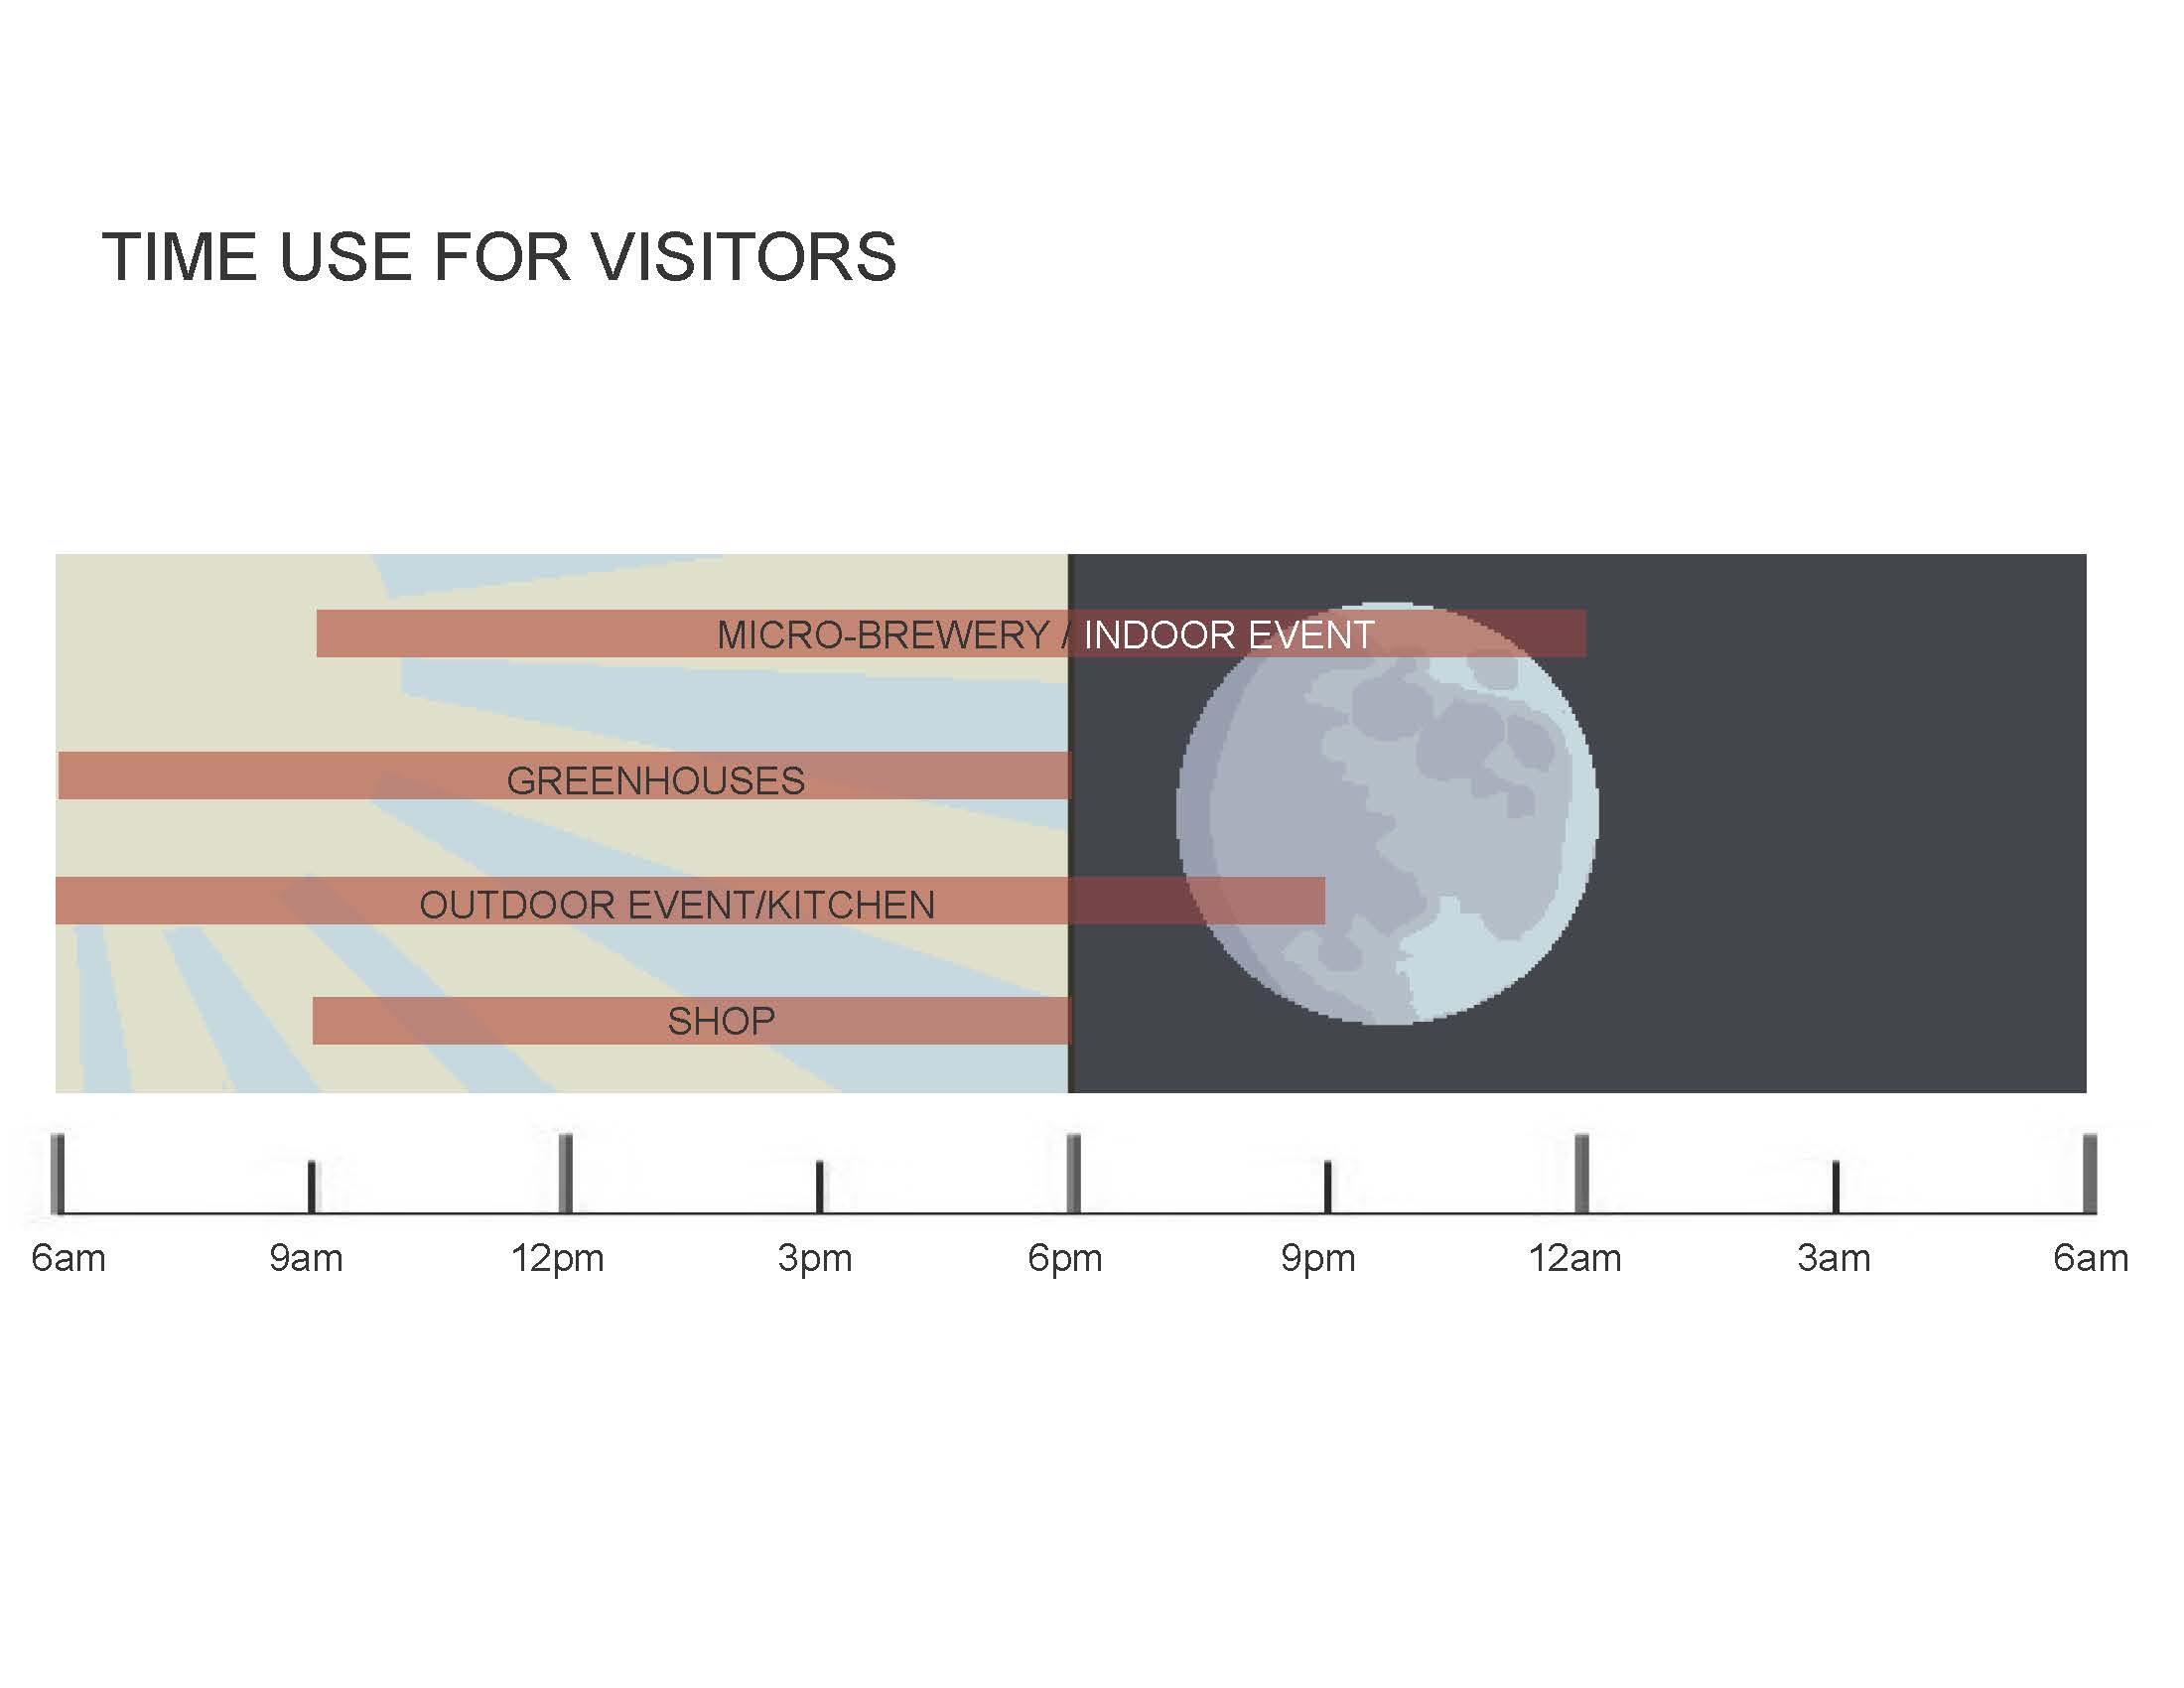 TIME USE FOR VISITORS
MICRO-BREWERY / INDOOR EVENT
GREENHOUSES
OUTDOOR EVENT/KITCHEN
SHOP
6am 9am 12pm 3pm 6pm 9pm 12am 3am 6am